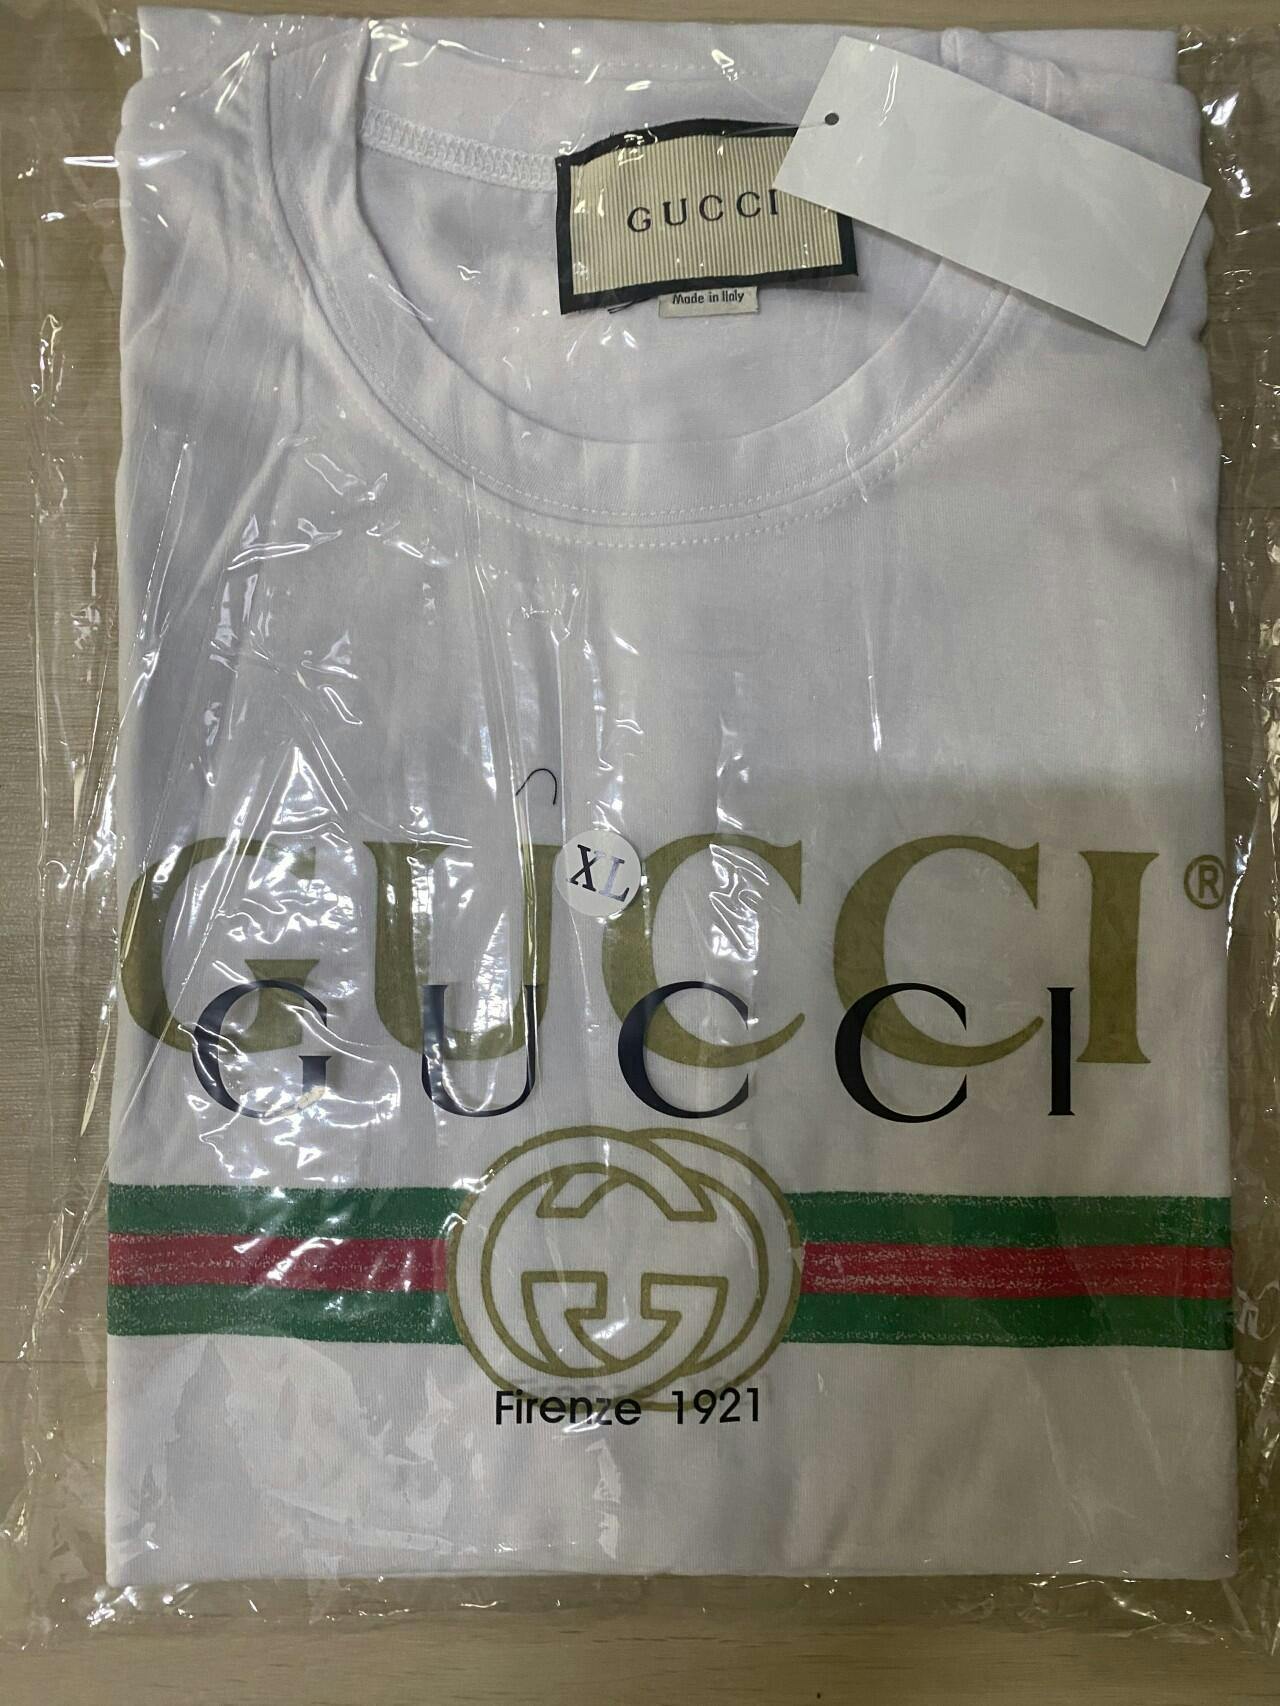 GUCCI
Made in Italy
GUCCI®
XL
GUCCI
Firenze 1921